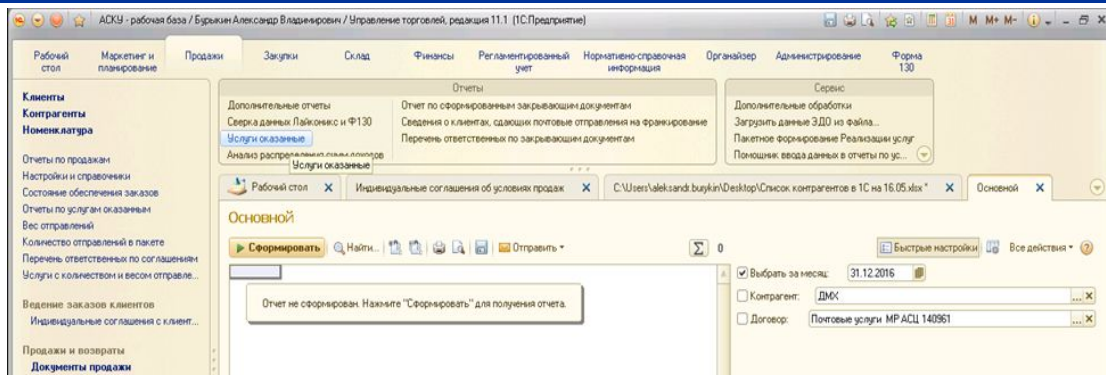 АСКУ - рабочая база / Бурыкин Александр Владимирович / Управление торговлей, редакция 11.1 (1С:Предприятие)
M M+ M-
Рабочий стол
Маркетинг и планирование
Продажи
Закупки
Склад
Финансы
Регламентированный учет
Нормативно-справочная информация
Органайзер
Администрирование
Форма 130
Клиенты
Контрагенты
Номенклатура
Отчеты по продажам
Настройки и справочники
Состояние обеспечения заказов
Отчеты по услугам оказанным
Вес отправлений
Количество отправлений в пакете
Перечень ответственных по соглашениям
Услуги с количеством и весом отправле...
Ведение заказов клиентов
Индивидуальные соглашения с клиент...
Продажи и возвраты
Документы продажи
Отчеты
Дополнительные отчеты
Сверка данных Лайконикс и Ф130
Услуги оказанные
Анализ распределения сумм доходов
Услуги оказанные
Отчет по сформированным закрывающим документам
Сведения о клиентах, сдающих почтовые отправления на франкирование
Перечень ответственных по закрывающим документам
Сервис
Дополнительные обработки
Загрузить данные ЭДО из файла...
Пакетное формирование Реализации услуг
Помощник ввода данных в отчеты по ус...
Рабочий стол
Индивидуальные соглашения об условиях продаж
C:\Users\aleksandr.burykin\Desktop\Список контрагентов в 1С на 16.05.xlsx *
Основной
Основной
Сформировать
Найти...
Отправить
Σ 0
Быстрые настройки
Все действия
Отчет не сформирован. Нажмите "Сформировать" для получения отчета.
Выбрать за месяц: 31.12.2016
Контрагент: ДМХ
Договор: Почтовые услуги МР АСЦ 140961